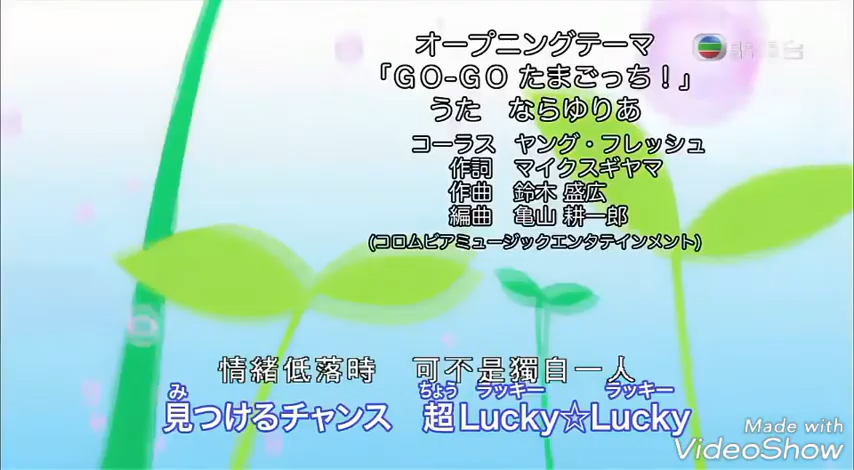 オープニングテーマ
「GO-GO たまごっち！」
うた　ならゆりあ
コーラス　ヤング・フレッシュ
作詞　マイクスギヤマ
作曲　鈴木 盛広
編曲　亀山 耕一郎
(コロムビアミュージックエンタテインメント)
情緒低落時　可不是獨自一人
み　ちょう　ラッキー　ラッキー
見つけるチャンス　超Lucky☆Lucky
Made with
VideoShow